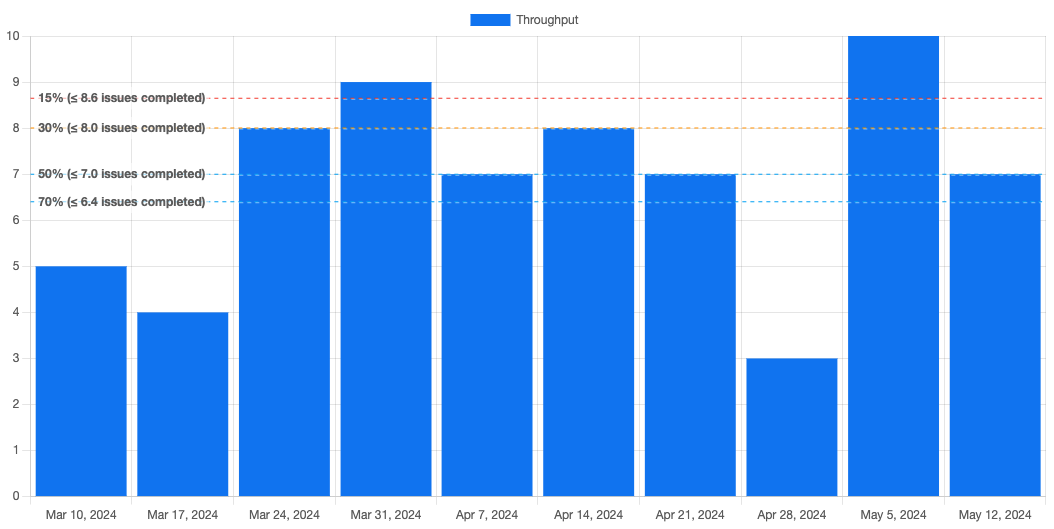 Throughput
10
9
15% (≤ 8.6 issues completed)
8
30% (≤ 8.0 issues completed)
7
50% (≤ 7.0 issues completed)
70% (≤ 6.4 issues completed)
6
5
4
3
2
1
0
Mar 10, 2024 Mar 17, 2024 Mar 24, 2024 Mar 31, 2024 Apr 7, 2024 Apr 14, 2024 Apr 21, 2024 Apr 28, 2024 May 5, 2024 May 12, 2024